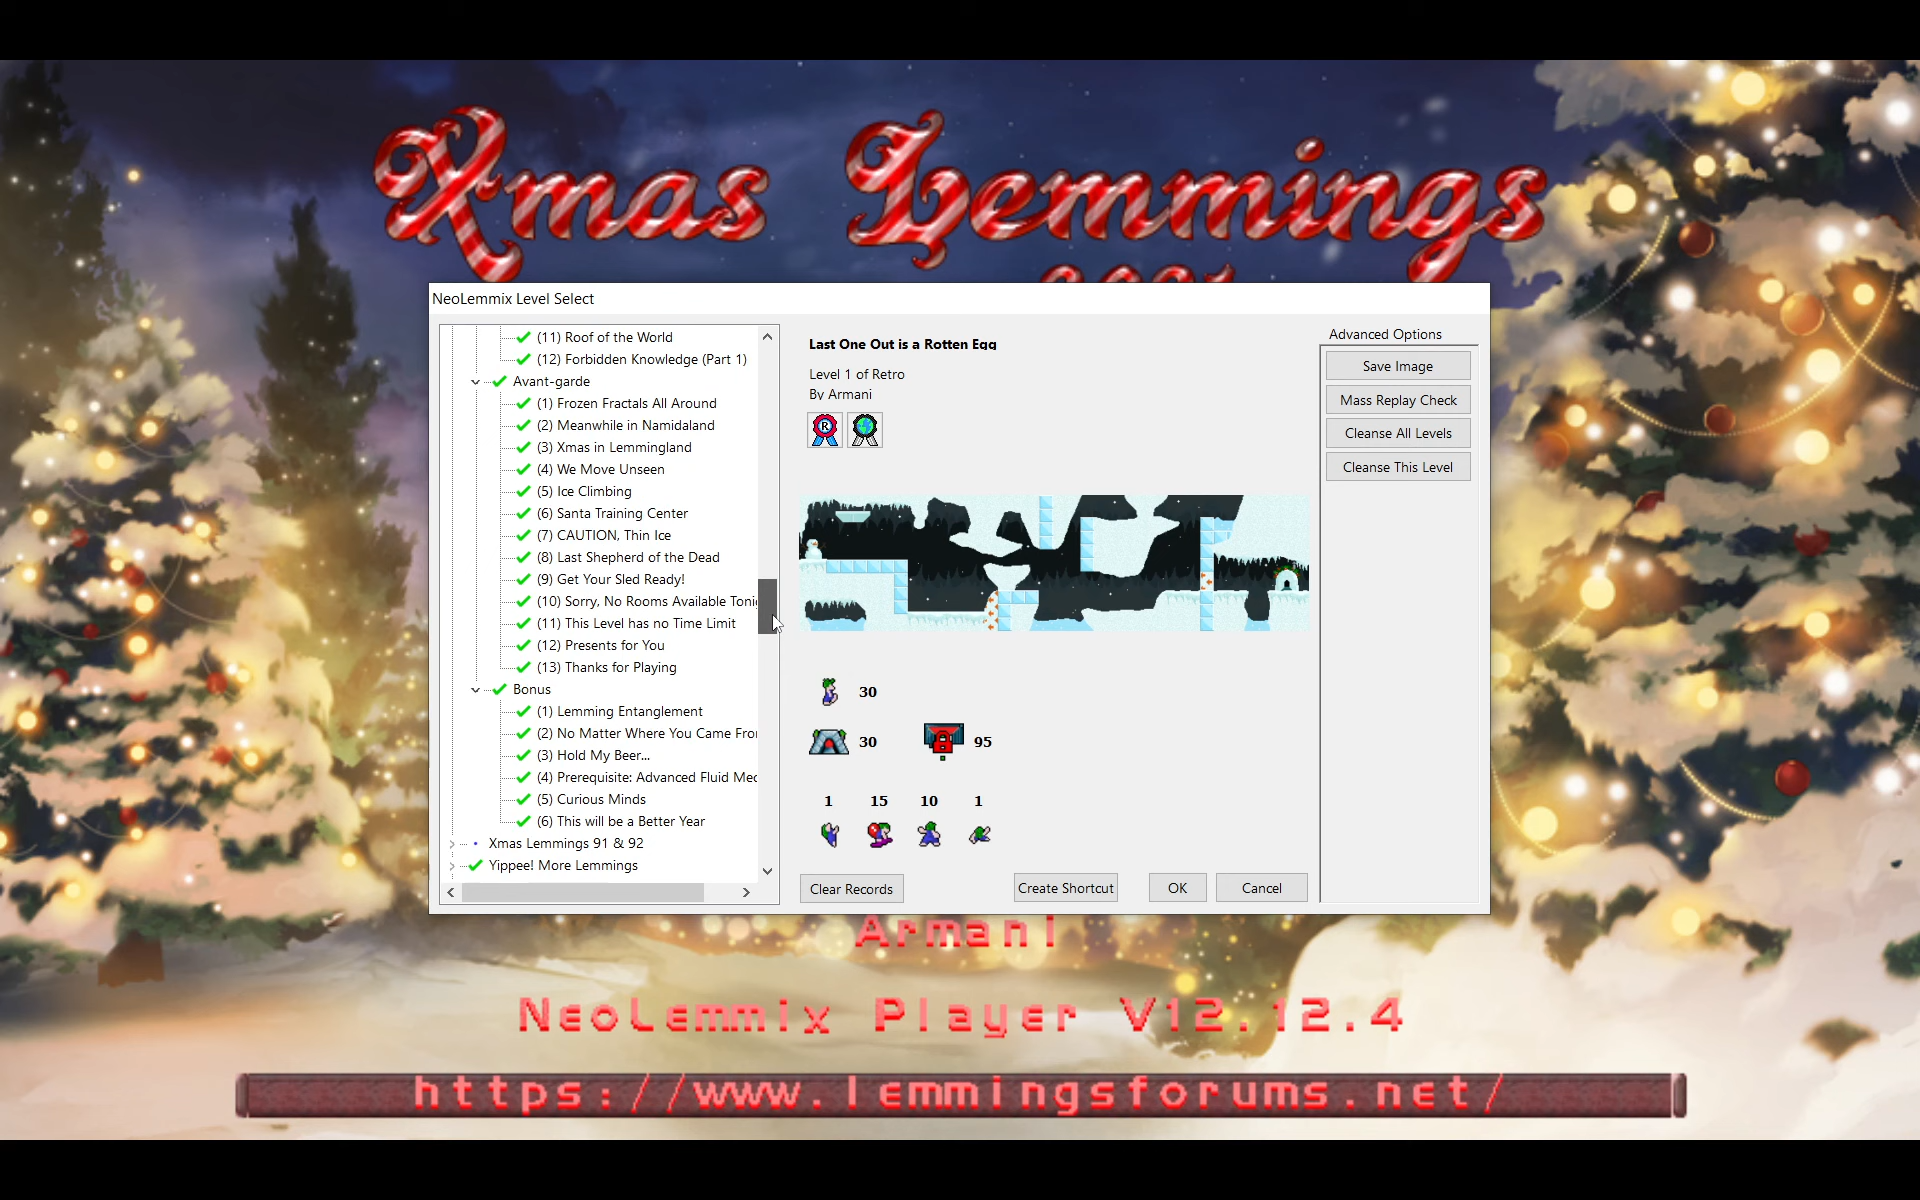 Xmas Lemmings
2021
NeoLemmix Level Select
(11) Roof of the World
(12) Forbidden Knowledge (Part 1)
Avant-garde
(1) Frozen Fractals All Around
(2) Meanwhile in Namidaland
(3) Xmas in Lemmingland
(4) We Move Unseen
(5) Ice Climbing
(6) Santa Training Center
(7) CAUTION, Thin Ice
(8) Last Shepherd of the Dead
(9) Get Your Sled Ready!
(10) Sorry, No Rooms Available Toni
(11) This Level has no Time Limit
(12) Presents for You
(13) Thanks for Playing
Bonus
(1) Lemming Entanglement
(2) No Matter Where You Came Fro
(3) Hold My Beer...
(4) Prerequisite: Advanced Fluid Mec
(5) Curious Minds
(6) This will be a Better Year
Xmas Lemmings 91 & 92
Yippee! More Lemmings
Last One Out is a Rotten Egg
Level 1 of Retro
By Armani
R
30
30 95
1 15 10 1
Clear Records Create Shortcut OK Cancel
Advanced Options
Save Image
Mass Replay Check
Cleanse All Levels
Cleanse This Level
Armani
NeoLemmix Player V12.12.4
https://www.lemmingsforums.net/